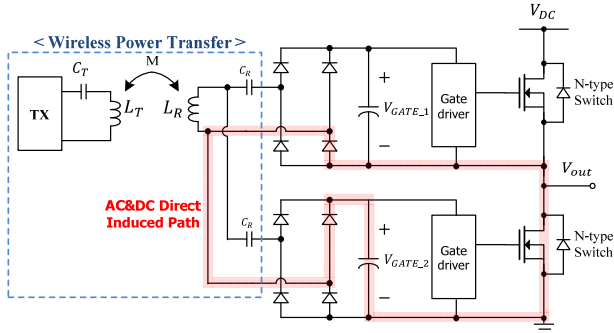 < Wireless Power Transfer >
V_DC
C_T
M
C_R
TX
L_T
L_R
V_GATE_1
Gate
driver
N-type
Switch
AC&DC Direct
Induced Path
V_out
C_R
V_GATE_2
Gate
driver
N-type
Switch